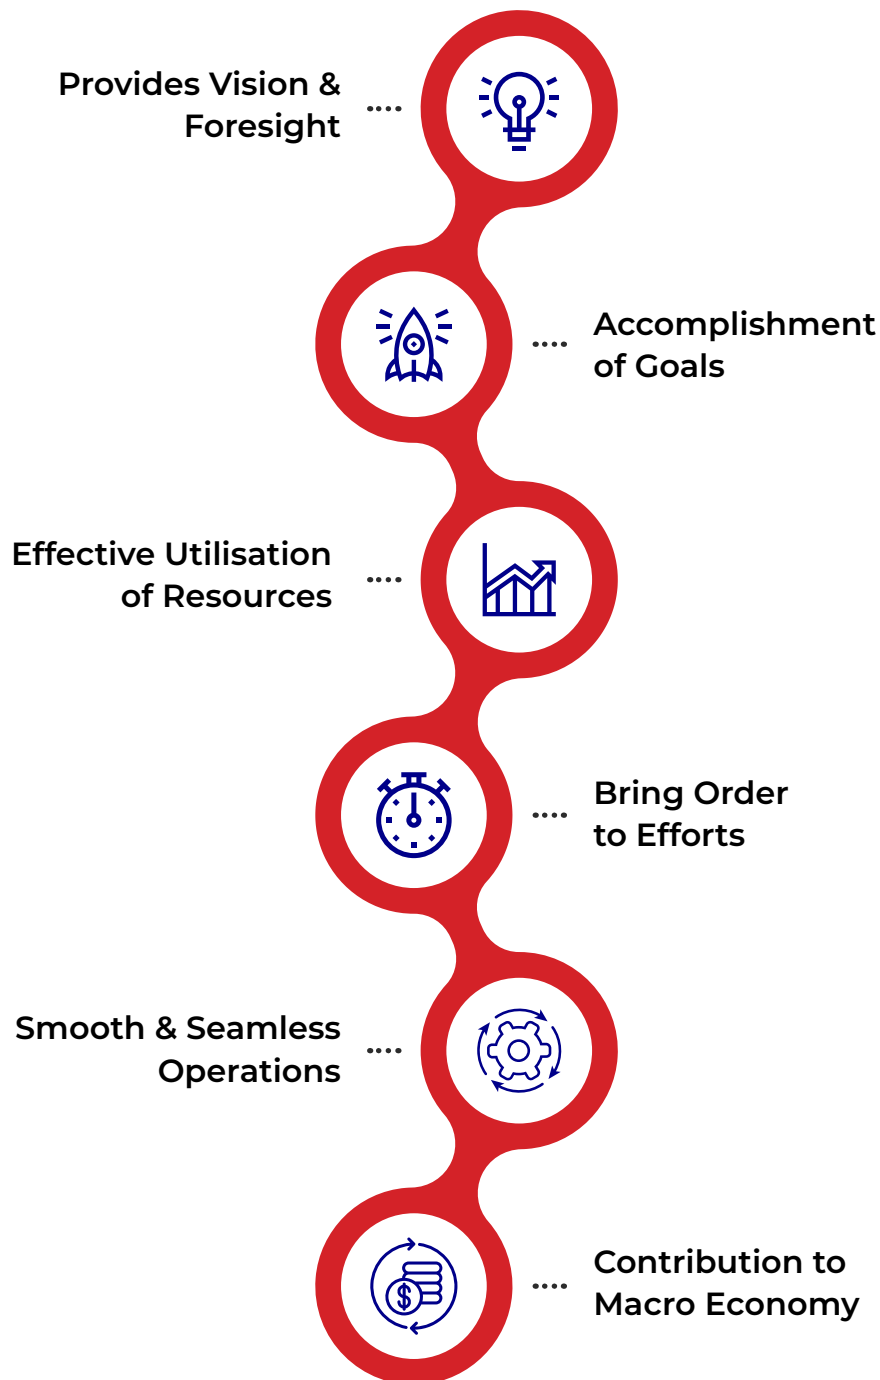 Provides Vision &
Foresight
Accomplishment
of Goals
Effective Utilisation
of Resources
Bring Order
to Efforts
Smooth & Seamless
Operations
$
Contribution to
Macro Economy